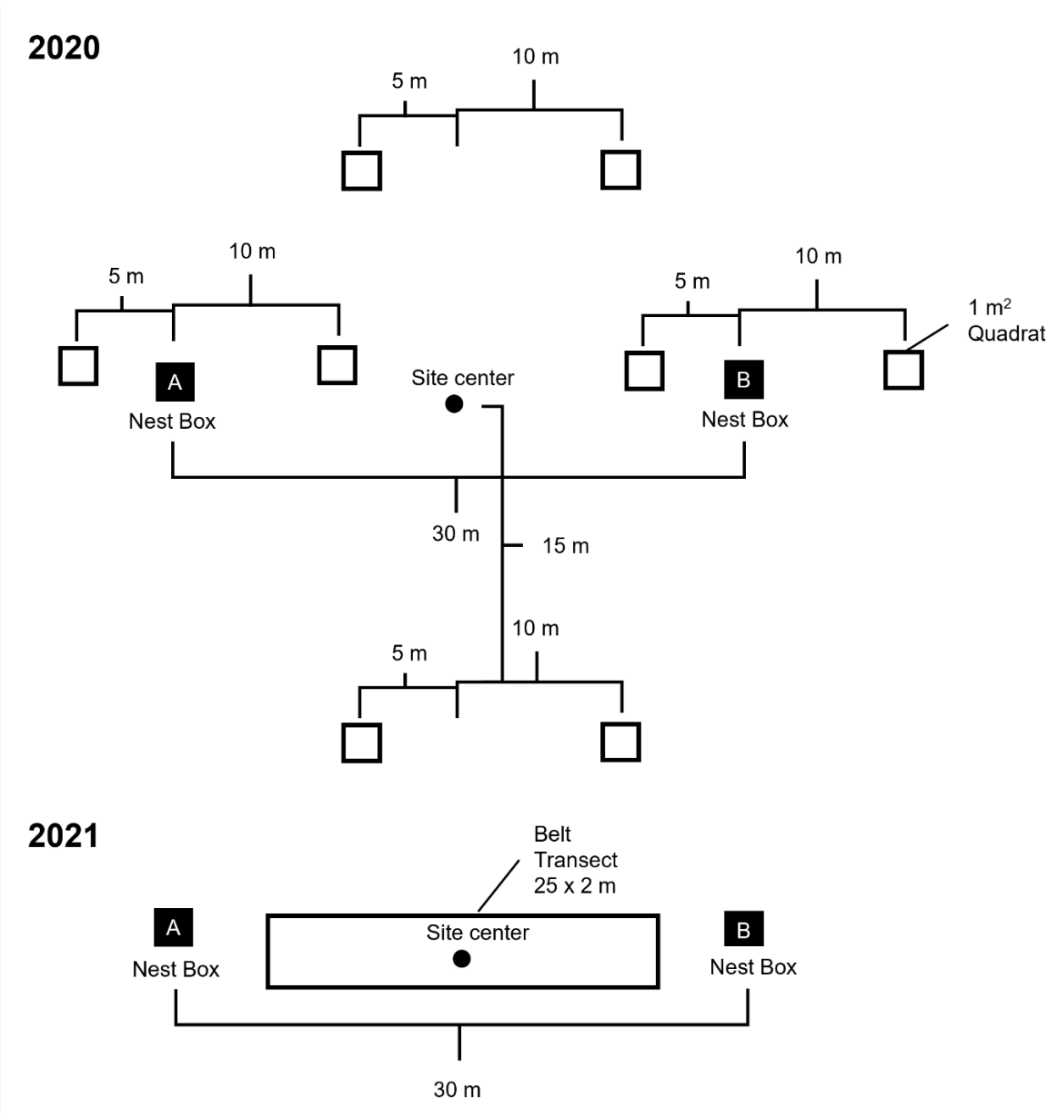 2020
10 m
5 m
10 m
5 m
10 m
5 m
1 m²
Quadrat
A
Nest Box
Site center
B
Nest Box
30 m
15 m
10 m
5 m
2021
Belt
Transect
25 x 2 m
A
Nest Box
Site center
B
Nest Box
30 m